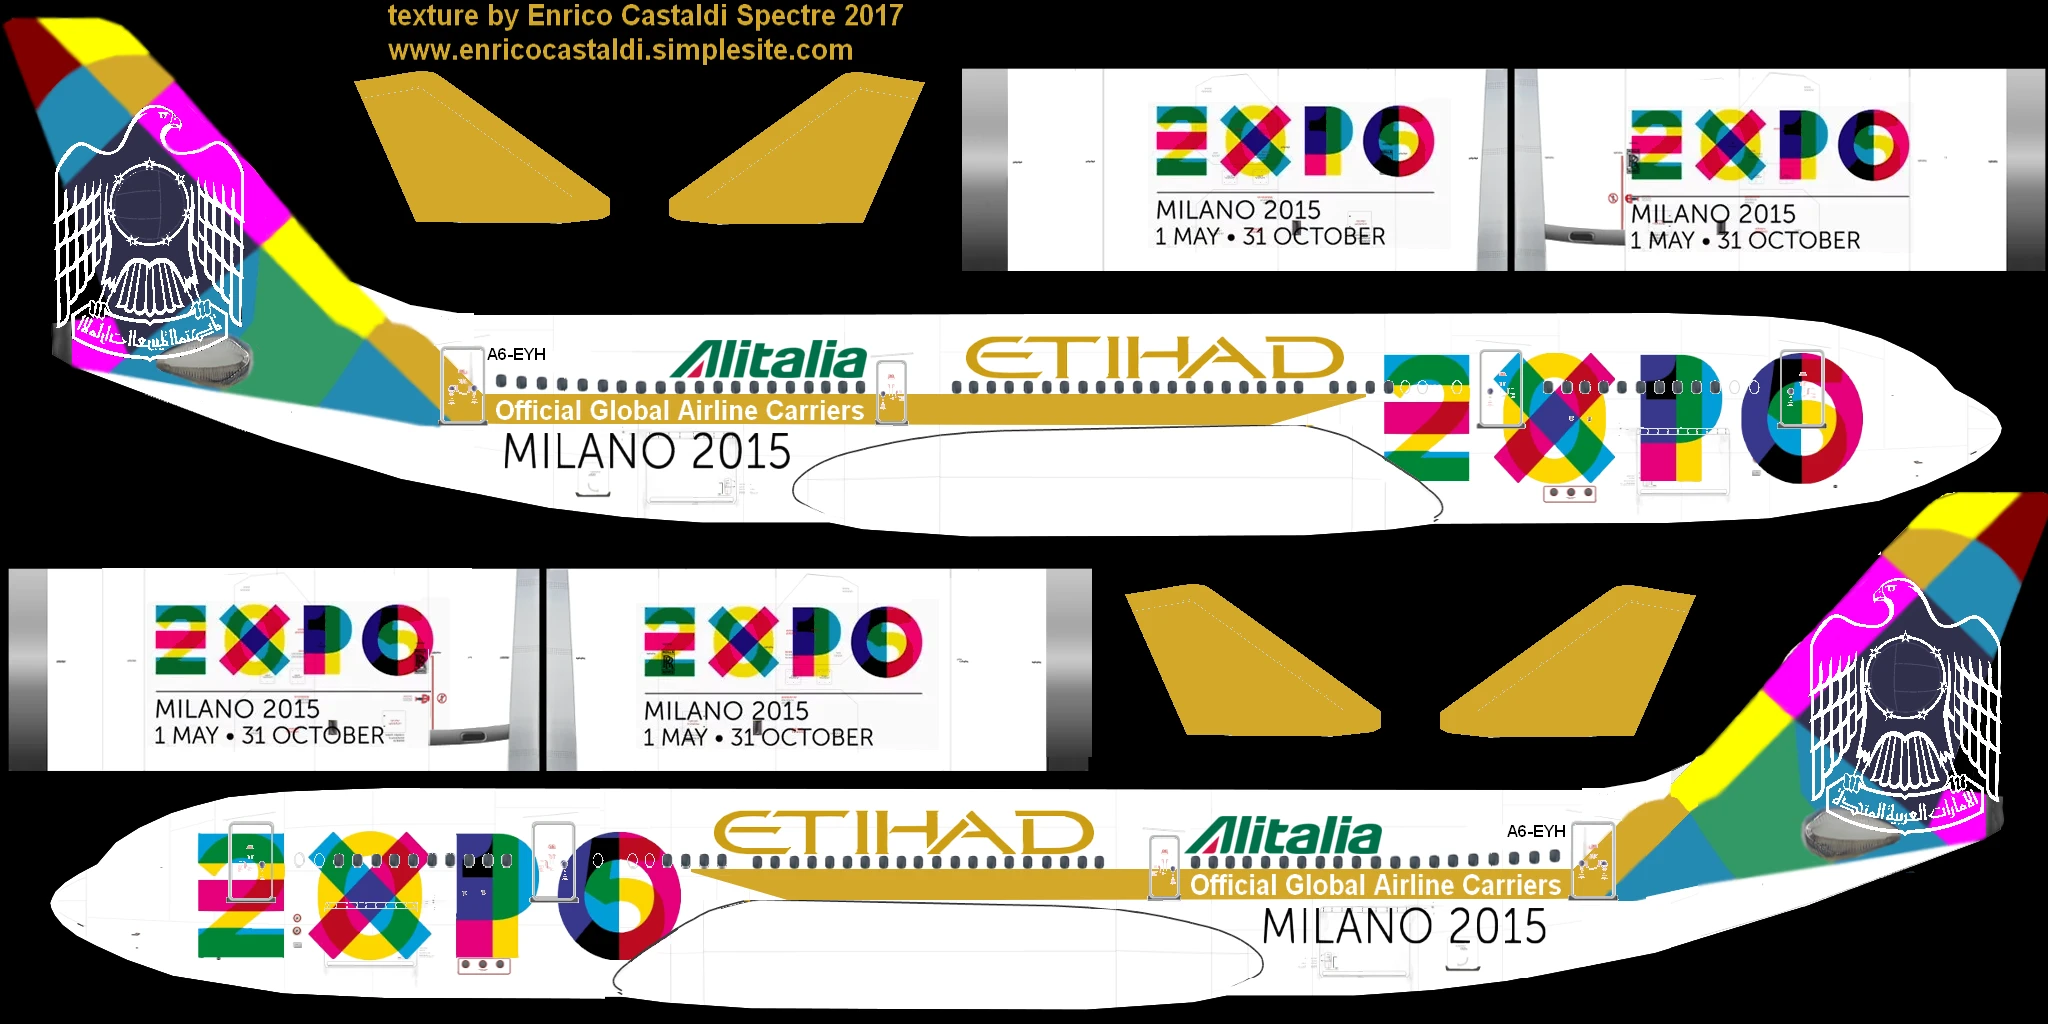 texture by Enrico Castaldi Spectre 2017
www.enricocastaldi.simplesite.com
EXPO
MILANO 2015
1 MAY • 31 OCTOBER
EXPO
MILANO 2015
1 MAY • 31 OCTOBER
A6-EYH
Alitalia
ETIHAD
EXPO
Official Global Airline Carriers
MILANO 2015
EXPO
MILANO 2015
1 MAY • 31 OCTOBER
EXPO
MILANO 2015
1 MAY • 31 OCTOBER
الامارات العربية المتحدة
EXPO
ETIHAD
Alitalia
A6-EYH
Official Global Airline Carriers
MILANO 2015